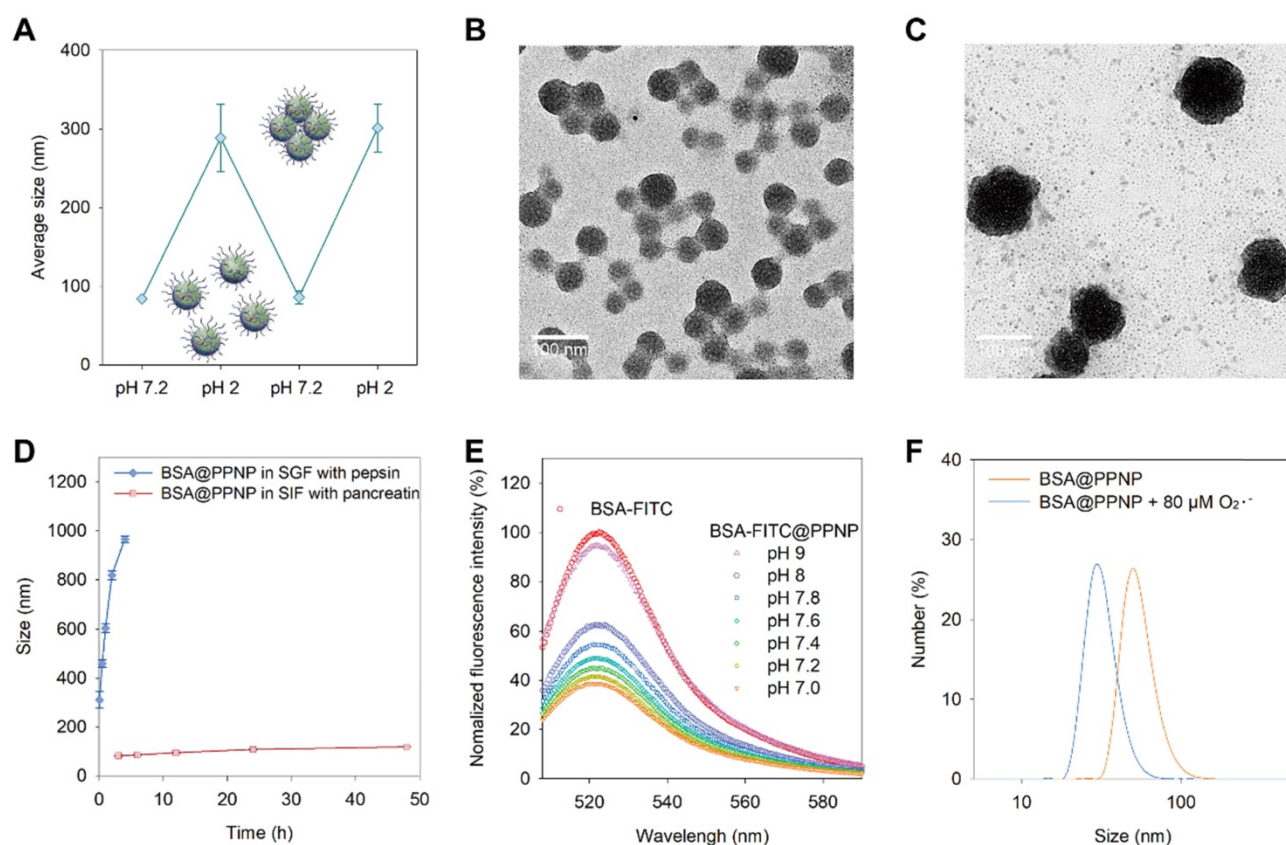 A
400
300
200
100
0
Average size (nm)
pH 7.2 pH 2 pH 7.2 pH 2
B
100 nm
C
100 nm
D
BSA@PPNP in SGF with pepsin
BSA@PPNP in SIF with pancreatin
1200
1000
800
600
400
200
0
Size (nm)
0 10 20 30 40 50
Time (h)
E
120
100
80
60
40
20
0
Nomalized fluorescence intensity (%)
BSA-FITC
BSA-FITC@PPNP
pH 9
pH 8
pH 7.8
pH 7.6
pH 7.4
pH 7.2
pH 7.0
520 540 560 580
Wavelengh (nm)
F
40
30
20
10
0
Number (%)
BSA@PPNP
BSA@PPNP + 80 µM O₂·⁻
10 100
Size (nm)